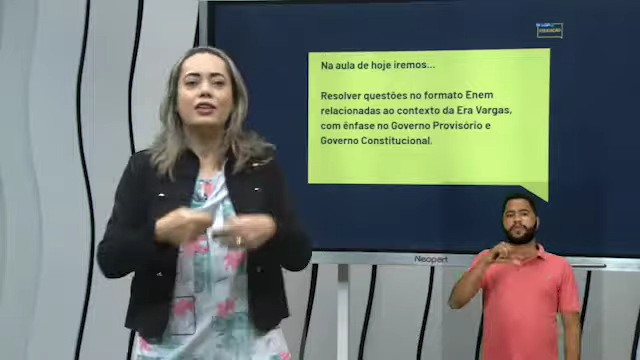 EDUCAÇÃO
Na aula de hoje iremos...
Resolver questões no formato Enem
relacionadas ao contexto da Era Vargas,
com ênfase no Governo Provisório e
Governo Constitucional.
Neopart